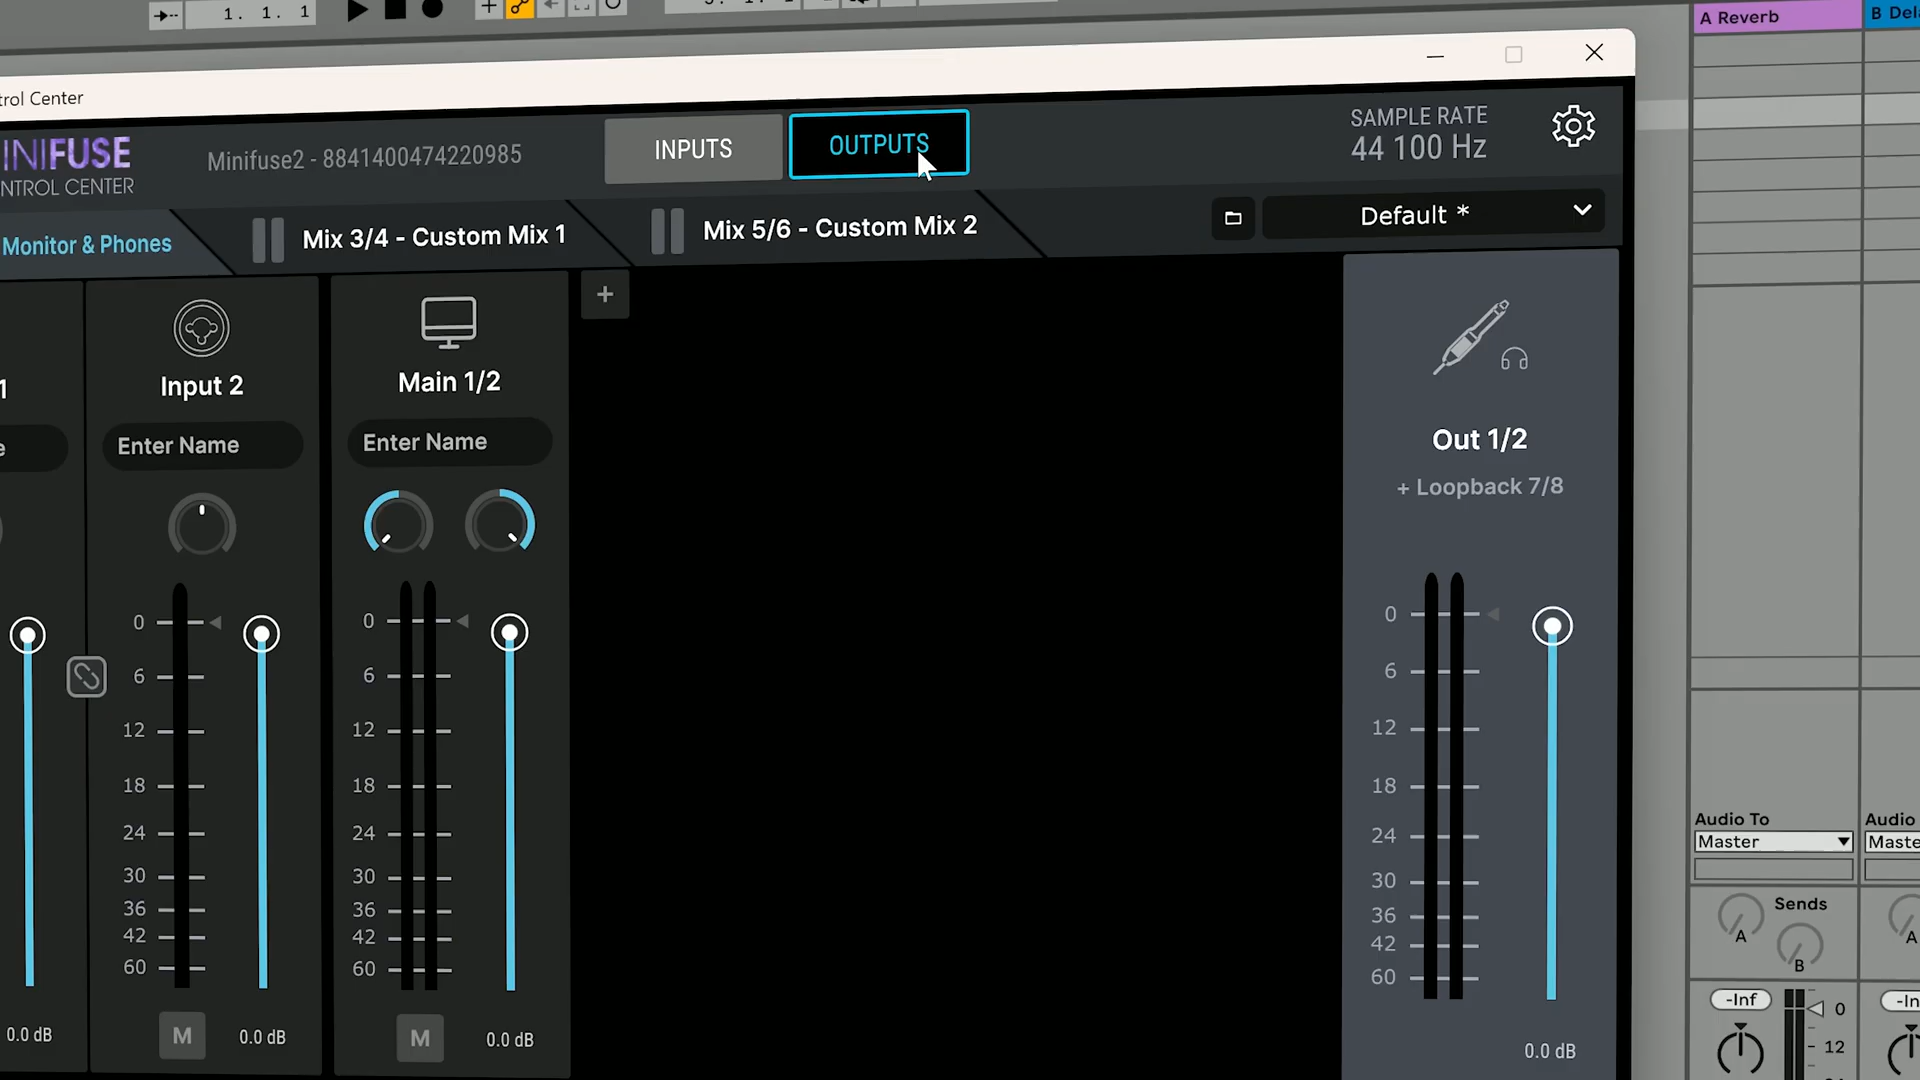 1. 1. 1
A Reverb
B Del
trol Center
INIFUSE
NTROL CENTER
Minifuse2 - 8841400474220985
INPUTS
OUTPUTS
SAMPLE RATE
44 100 Hz
Monitor & Phones
Mix 3/4 - Custom Mix 1
Mix 5/6 - Custom Mix 2
Default *
+
1
Input 2
Main 1/2
Out 1/2
+ Loopback 7/8
e
Enter Name
Enter Name
0
6
12
18
24
30
36
42
60
0
6
12
18
24
30
36
42
60
0
6
12
18
24
30
36
42
60
0.0 dB
M
0.0 dB
M
0.0 dB
0.0 dB
Audio To
Audio
Master
Maste
Sends
A
B
A
-Inf
0
-In
12